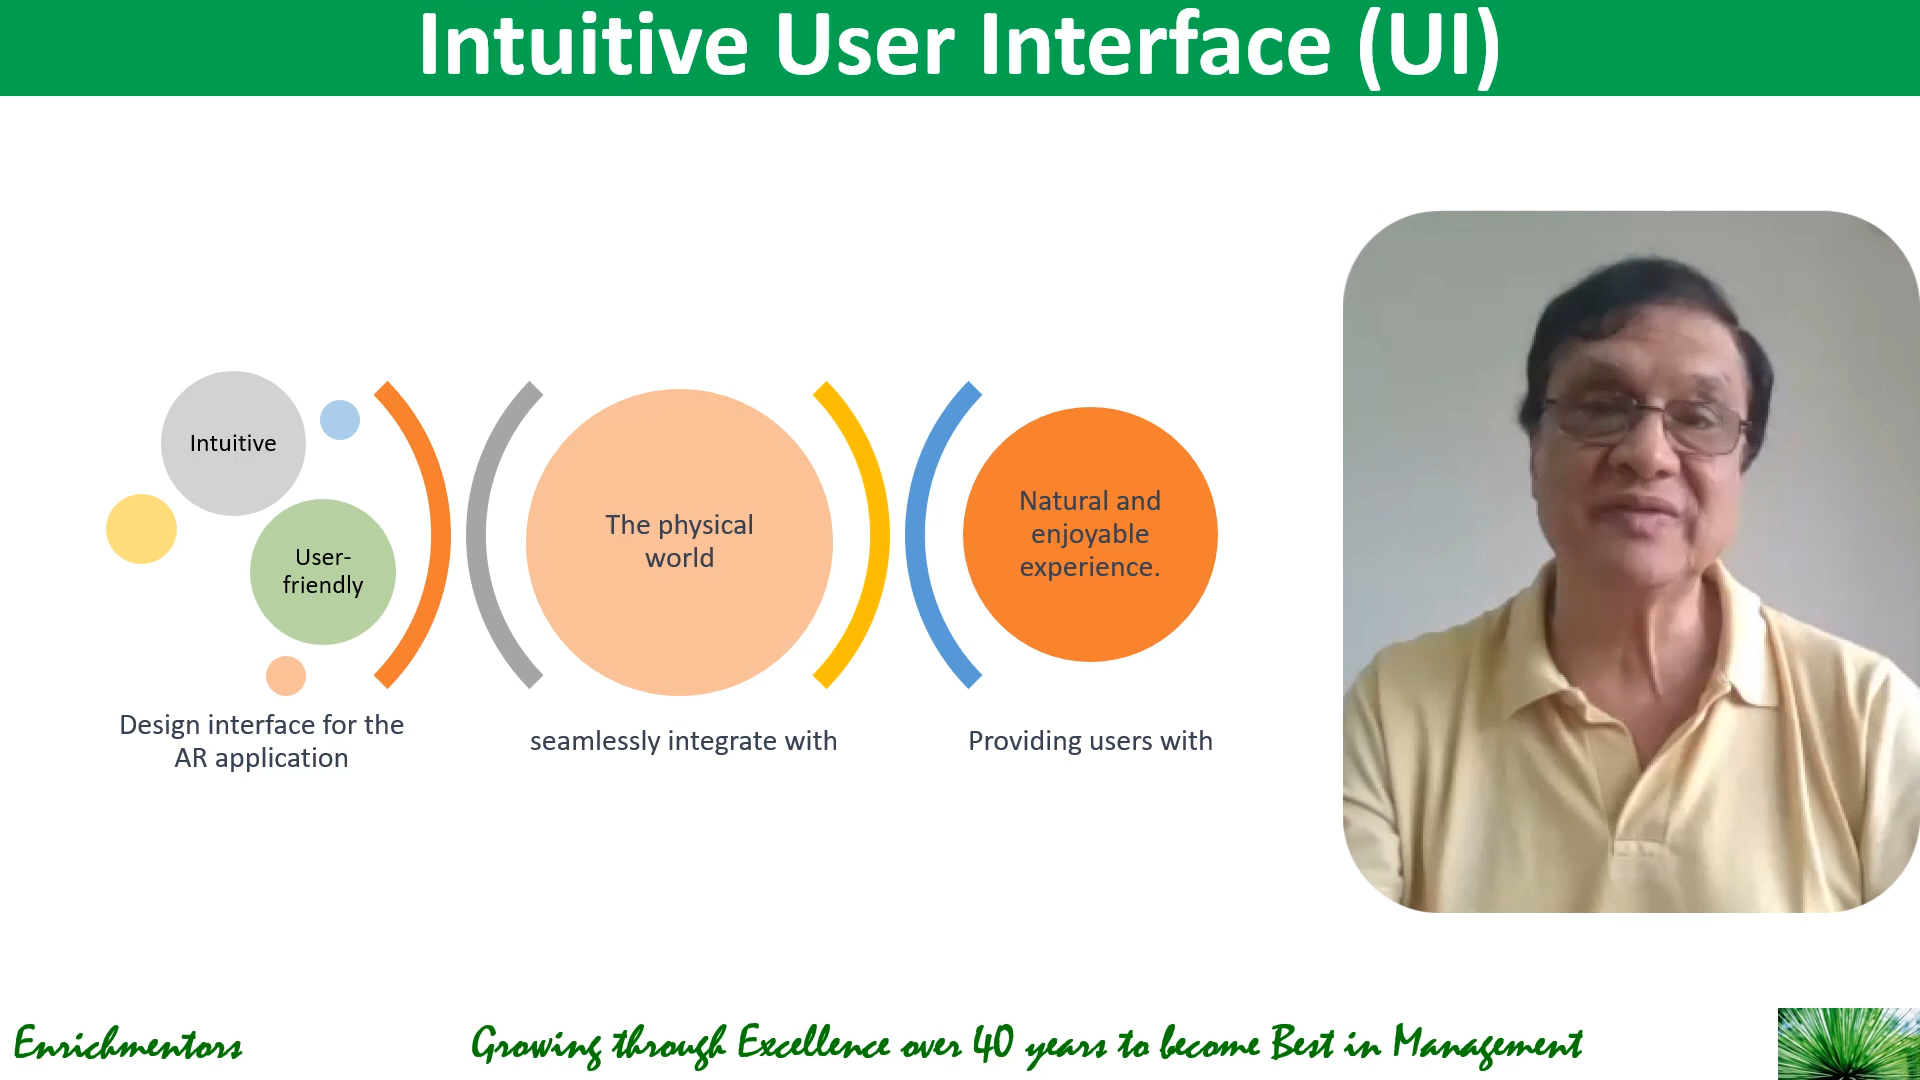 Intuitive User Interface (UI)
Intuitive
User-
friendly
Design interface for the
AR application
The physical
world
seamlessly integrate with
Natural and
enjoyable
experience.
Providing users with
Enrichmentors
Growing through Excellence over 40 years to become Best in Management